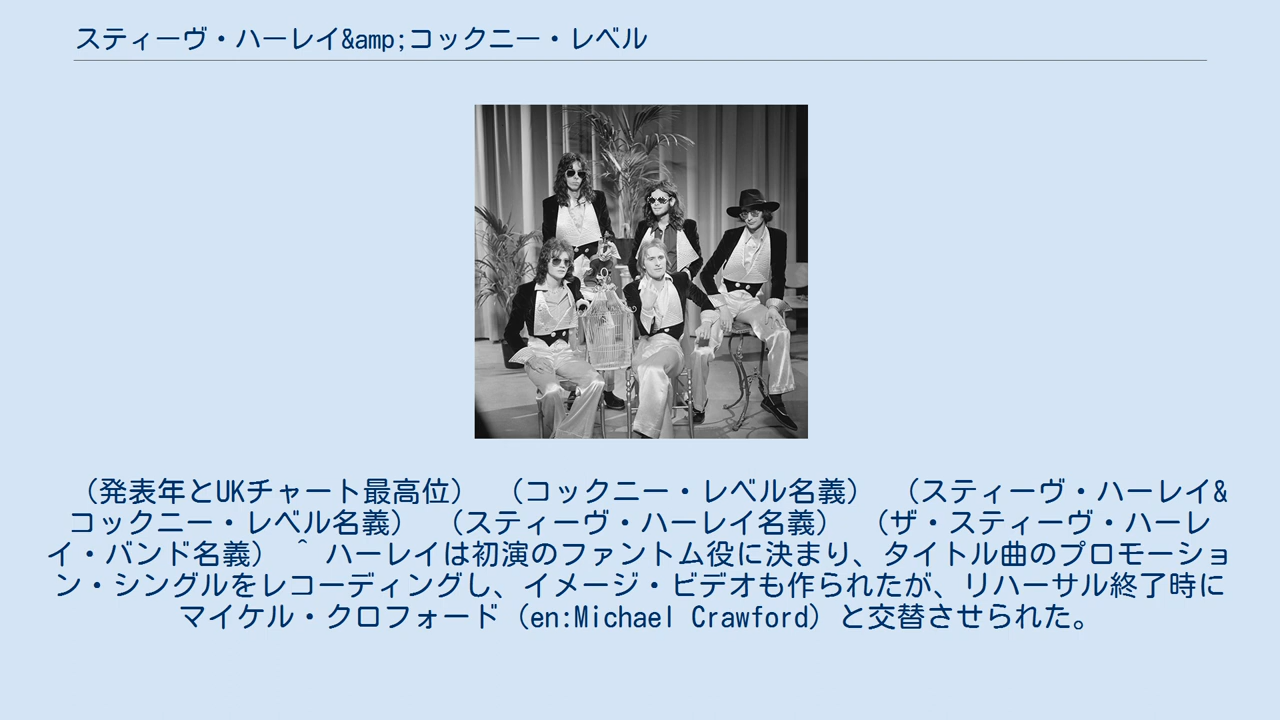 スティーヴ・ハーレイ&amp;コックニー・レベル
（発表年とUKチャート最高位）　（コックニー・レベル名義）　（スティーヴ・ハーレイ&
コックニー・レベル名義）　（スティーヴ・ハーレイ名義）　（ザ・スティーヴ・ハーレ
イ・バンド名義）　^　ハーレイは初演のファントム役に決まり、タイトル曲のプロモーショ
ン・シングルをレコーディングし、イメージ・ビデオも作られたが、リハーサル終了時に
マイケル・クロフォード（en:Michael Crawford）と交替させられた。